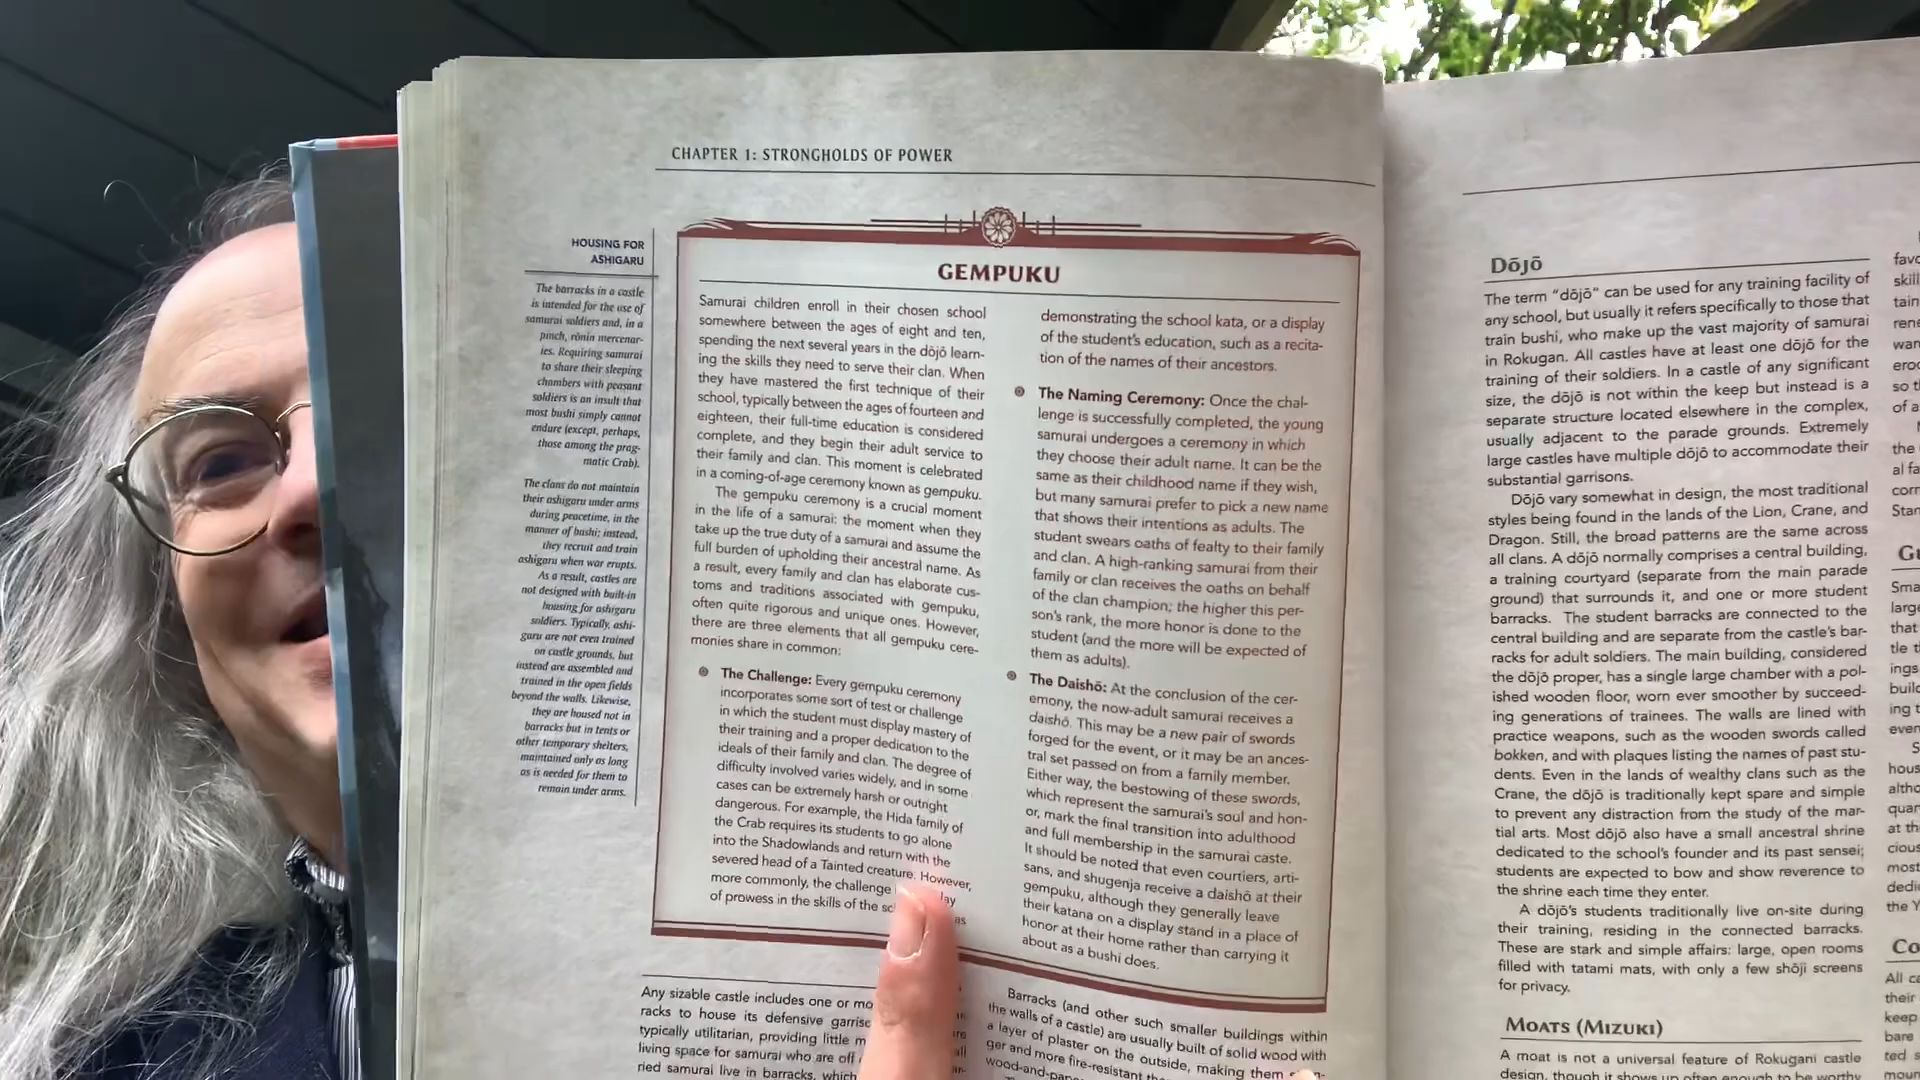 CHAPTER 1: STRONGHOLDS OF POWER
HOUSING FOR
ASHIGARU
The barracks in a castle
is intended for the use of
samurai soldiers and, in a
pinch, rōnin mercenar-
ies. Requiring samurai
to share their sleeping
chambers with peasant
soldiers is an insult that
most bushi simply cannot
endure (except, perhaps,
those among the prag-
matic Crab).
The clans do not maintain
their ashigaru under arms
during peacetime, in the
manner of bushi; instead,
they recruit and train
ashigaru when war erupts.
As a result, castles are
not designed with built-in
housing for ashigaru
soldiers. Typically, ashi-
garu are not even trained
on castle grounds, but
instead are assembled and
trained in the open fields
beyond the walls. Likewise,
they are housed not in
barracks but in tents or
other temporary shelters,
maintained only as long
as is needed for them to
remain under arms.
GEMPUKU
Samurai children enroll in their chosen school
somewhere between the ages of eight and ten,
spending the next several years in the dōjō learn-
ing the skills they need to serve their clan. When
they have mastered the first technique of their
school, typically between the ages of fourteen and
eighteen, their full-time education is considered
complete, and they begin their adult service to
their family and clan. This moment is celebrated
in a coming-of-age ceremony known as gempuku.
The gempuku ceremony is a crucial moment
in the life of a samurai: the moment when they
take up the true duty of a samurai and assume the
full burden of upholding their ancestral name. As
a result, every family and clan has elaborate cus-
toms and traditions associated with gempuku,
often quite rigorous and unique ones. However,
there are three elements that all gempuku cere-
monies share in common:
The Challenge: Every gempuku ceremony
incorporates some sort of test or challenge
in which the student must display mastery of
their training and a proper dedication to the
ideals of their family and clan. The degree of
difficulty involved varies widely, and in some
cases can be extremely harsh or outright
dangerous. For example, the Hida family of
the Crab requires its students to go alone
into the Shadowlands and return with the
severed head of a Tainted creature. However,
more commonly, the challenge
of prowess in the skills of the as
demonstrating the school kata, or a display
of the student's education, such as a recita-
tion of the names of their ancestors.
The Naming Ceremony: Once the chal-
lenge is successfully completed, the young
samurai undergoes a ceremony in which
they choose their adult name. It can be the
same as their childhood name if they wish,
but many samurai prefer to pick a new name
that shows their intentions as adults. The
student swears oaths of fealty to their family
and clan. A high-ranking samurai from their
family or clan receives the oaths on behalf
of the clan champion; the higher this per-
son's rank, the more honor is done to the
student (and the more will be expected of
them as adults).
The Daishō: At the conclusion of the cer-
emony, the now-adult samurai receives a
daishō. This may be a new pair of swords
forged for the event, or it may be an ances-
tral set passed on from a family member.
Either way, the bestowing of these swords,
which represent the samurai's soul and hon-
or, mark the final transition into adulthood
and full membership in the samurai caste.
It should be noted that even courtiers, arti-
sans, and shugenja receive a daishō at their
gempuku, although they generally leave
their katana on a display stand in a place of
honor at their home rather than carrying it
about as a bushi does.
Any sizable castle includes one or mo
racks to house its defensive
typically utilitarian, providing little
living space for samurai who are off
ried samurai live in barracks, which
Barracks (and other such smaller buildings within
the walls of a castle) are usually built of solid wood with
a layer of plaster on the outside, making them
ger and more fire-resistant
Dōjō
The term "dōjō" can be used for any training facility of
any school, but usually it refers specifically to those that
train bushi, who make up the vast majority of samurai
in Rokugan. All castles have at least one dōjō for the
training of their soldiers. In a castle of any significant
size, the dōjō is not within the keep but instead is a
separate structure located elsewhere in the complex,
usually adjacent to the parade grounds. Extremely
large castles have multiple dōjō to accommodate their
substantial garrisons.
Dōjō vary somewhat in design, the most traditional
styles being found in the lands of the Lion, Crane, and
Dragon. Still, the broad patterns are the same across
all clans. A dōjō normally comprises a central building,
a training courtyard (separate from the main parade
ground) that surrounds it, and one or more student
barracks. The student barracks are connected to the
central building and are separate from the castle's bar-
racks for adult soldiers. The main building, considered
the dōjō proper, has a single large chamber with a pol-
ished wooden floor, worn ever smoother by succeed-
ing generations of trainees. The walls are lined with
practice weapons, such as the wooden swords called
bokken, and with plaques listing the names of past stu-
dents. Even in the lands of wealthy clans such as the
Crane, the dōjō is traditionally kept spare and simple
to prevent any distraction from the study of the mar-
tial arts. Most dōjō also have a small ancestral shrine
dedicated to the school's founder and its past sensei;
students are expected to bow and show reverence to
the shrine each time they enter.
A dōjō's students traditionally live on-site during
their training, residing in the connected barracks.
These are stark and simple affairs: large, open rooms
filled with tatami mats, with only a few shōji screens
for privacy.
MOATS (MIZUKI)
A moat is not a universal feature of Rokugani castle
design, though it shows up often enough to be worthy